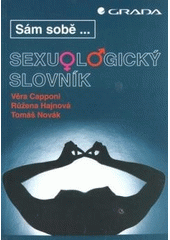 GRADA
Sám sobě ...
SEXUOLOGICKÝ
SLOVNÍK
Věra Capponi
Růžena Hajnová
Tomáš Novák